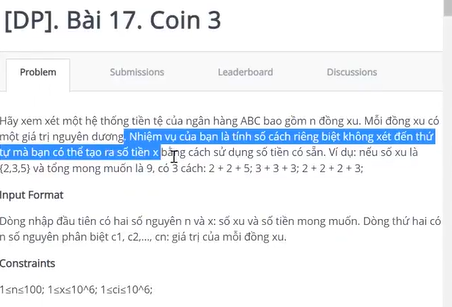 [DP]. Bài 17. Coin 3
Problem Submissions Leaderboard Discussions
Hãy xem xét một hệ thống tiền tệ của ngân hàng ABC bao gồm n đồng xu. Mỗi đồng xu có
một giá trị nguyên dương. Nhiệm vụ của bạn là tính số cách riêng biệt không xét đến thứ
tự mà bạn có thể tạo ra số tiền x bằng cách sử dụng số tiền có sẵn. Ví dụ: nếu số xu là
{2,3,5} và tổng mong muốn là 9, có 3 cách: 2 + 2 + 5; 3 + 3 + 3; 2 + 2 + 2 + 3;
Input Format
Dòng nhập đầu tiên có hai số nguyên n và x: số xu và số tiền mong muốn. Dòng thứ hai có
n số nguyên phân biệt c1, c2,..., cn: giá trị của mỗi đồng xu.
Constraints
1≤n≤100; 1≤x≤10^6; 1≤ci≤10^6;